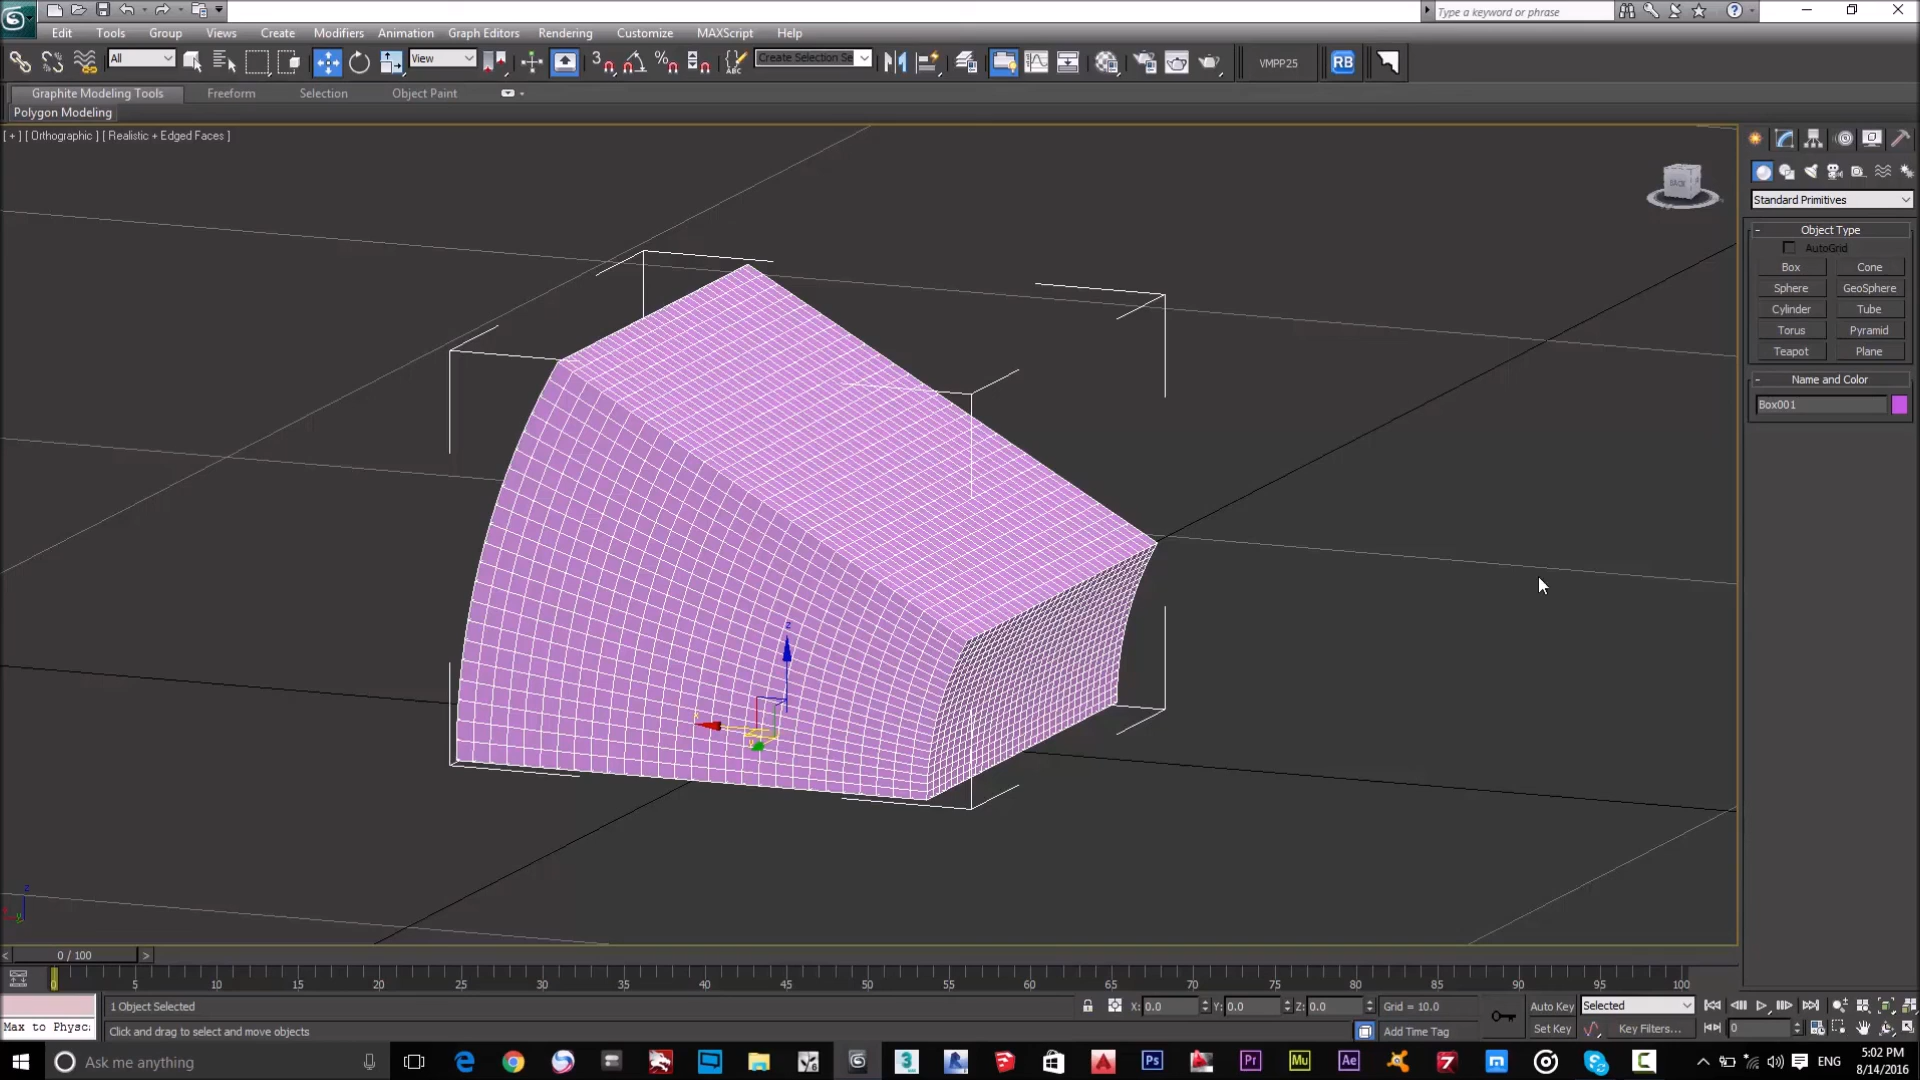 Type a keyword or phrase
Edit Tools Group Views Create Modifiers Animation Graph Editors Rendering Customize MAXScript Help
All View Create Selection Se VMPP25 RB
Graphite Modeling Tools Freeform Selection Object Paint
Polygon Modeling
[ + ] [ Orthographic ] [ Realistic + Edged Faces ]
BACK
Standard Primitives
- Object Type
AutoGrid
Box Cone
Sphere GeoSphere
Cylinder Tube
Torus Pyramid
Teapot Plane
- Name and Color
Box001
z
x
y
z
y
< 0 / 100 >
0 5 10 15 20 25 30 35 40 45 50 55 60 65 70 75 80 85 90 95 100
1 Object Selected X: 0.0 Y: 0.0 Z: 0.0 Grid = 10.0 Auto Key Selected
Max to Physc:
Click and drag to select and move objects Add Time Tag Set Key Key Filters... 0
Ask me anything
Ps Pr Mu Ae
ENG
5:02 PM
8/14/2016